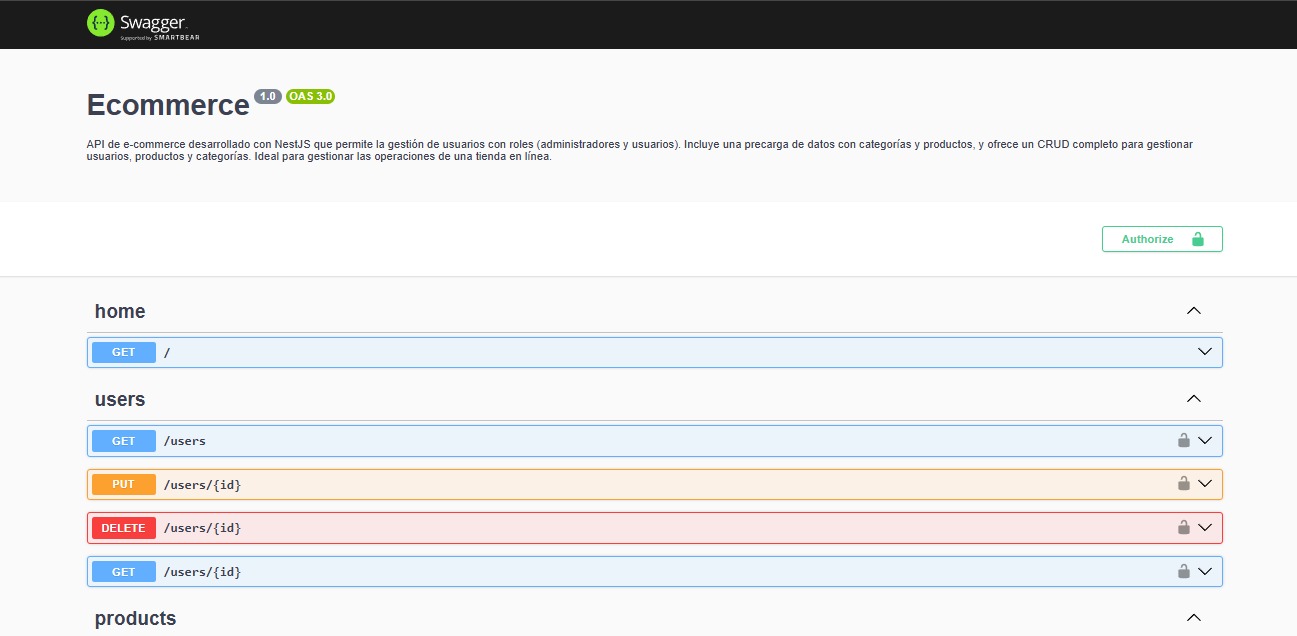 Swagger
Supported by SMARTBEAR
Ecommerce 1.0 OAS 3.0
API de e-commerce desarrollado con NestJS que permite la gestión de usuarios con roles (administradores y usuarios). Incluye una precarga de datos con categorías y productos, y ofrece un CRUD completo para gestionar
usuarios, productos y categorías. Ideal para gestionar las operaciones de una tienda en línea.
Authorize
home
GET /
users
GET /users
PUT /users/{id}
DELETE /users/{id}
GET /users/{id}
products